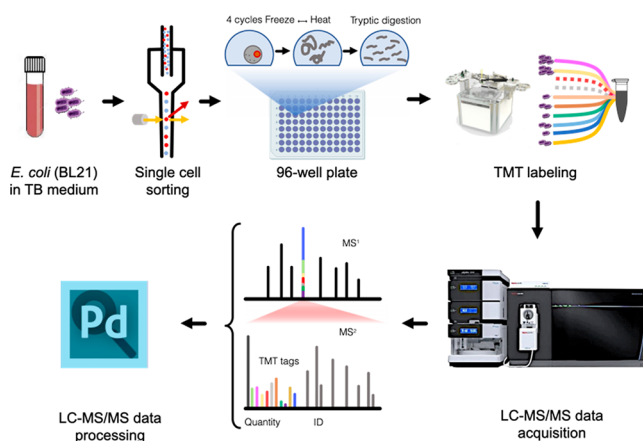 4 cycles Freeze ↔ Heat
Tryptic digestion
E. coli (BL21)
in TB medium
Single cell
sorting
96-well plate
TMT labeling
MS¹
MS²
TMT tags
Quantity
ID
Pd
LC-MS/MS data
processing
LC-MS/MS data
acquisition